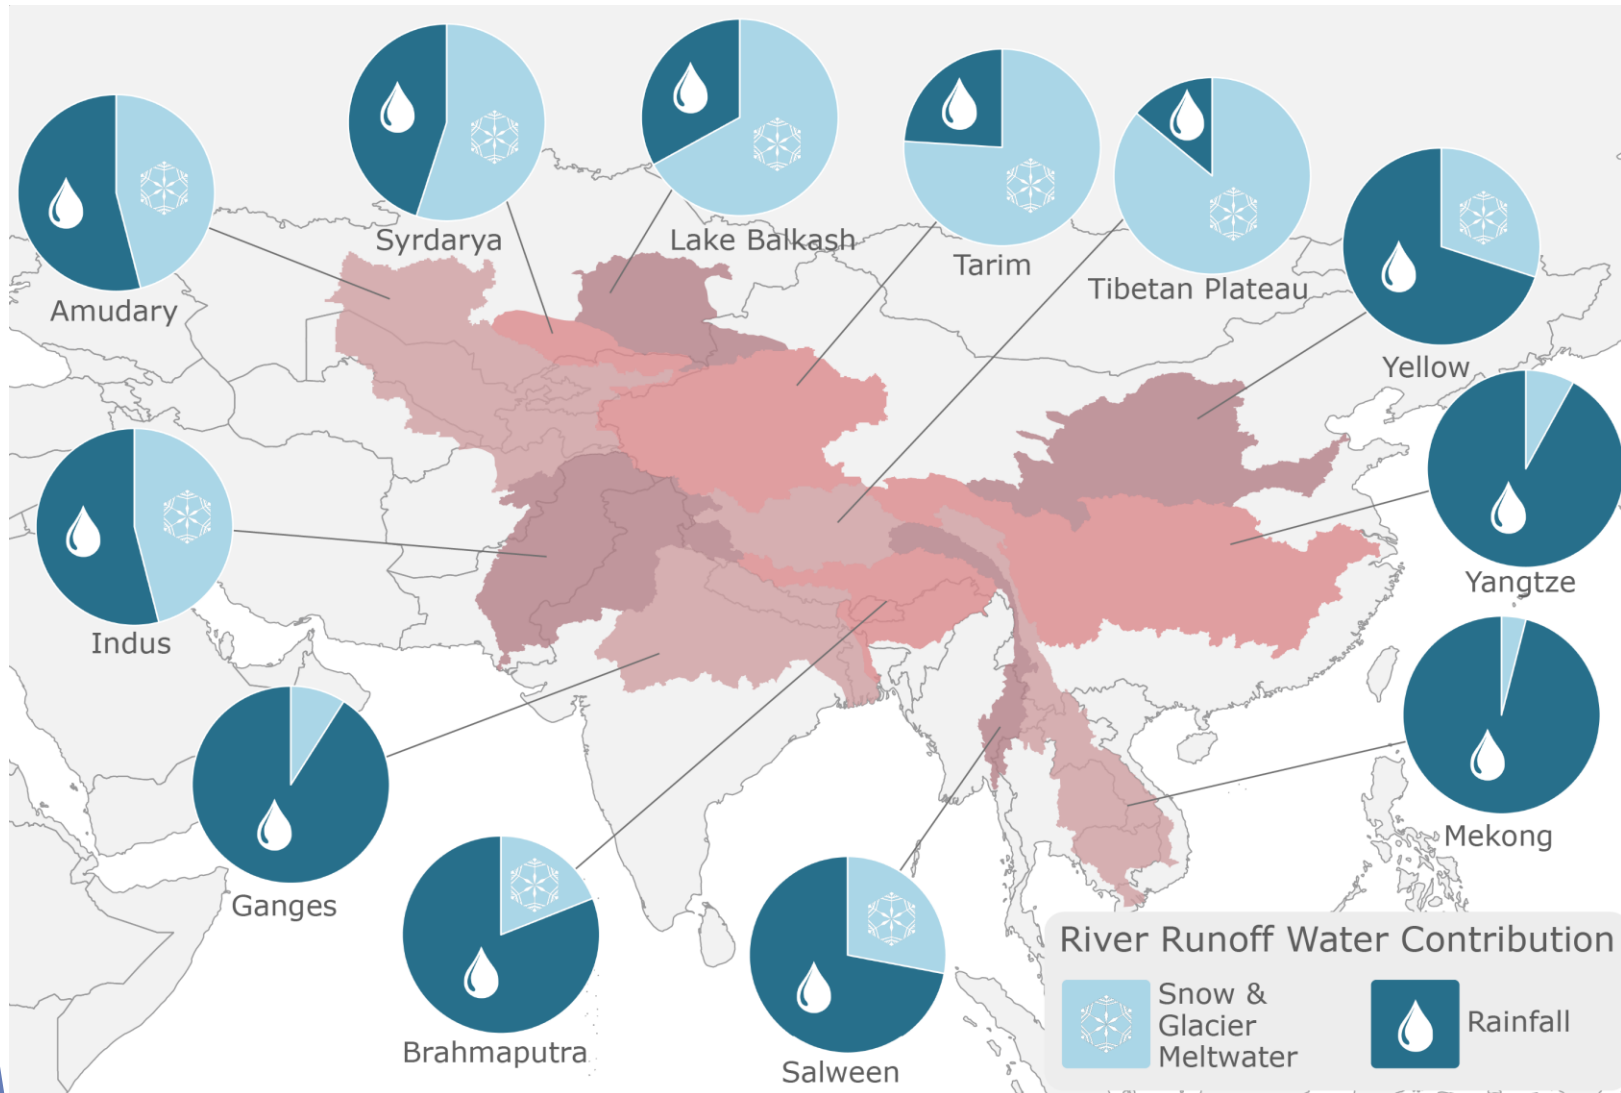 Syrdarya
Lake Balkash
Tarim
Tibetan Plateau
Amudary
Yellow
Yangtze
Indus
Mekong
Ganges
Brahmaputra
Salween
River Runoff Water Contribution
Snow &
Glacier
Meltwater
Rainfall